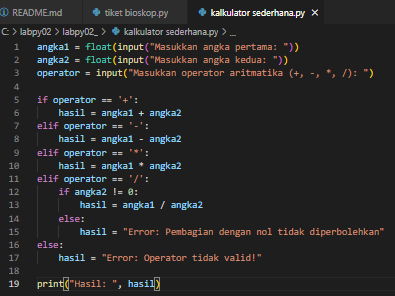 README.md tiket bioskop.py kalkulator sederhana.py ×
C: > labpy02 > labpy02_ > kalkulator sederhana.py > ...
1 angka1 = float(input("Masukkan angka pertama: "))
2 angka2 = float(input("Masukkan angka kedua: "))
3 operator = input("Masukkan operator aritmatika (+, -, *, /): ")
4
5 if operator == '+':
6     hasil = angka1 + angka2
7 elif operator == '-':
8     hasil = angka1 - angka2
9 elif operator == '*':
10     hasil = angka1 * angka2
11 elif operator == '/':
12     if angka2 != 0:
13         hasil = angka1 / angka2
14     else:
15         hasil = "Error: Pembagian dengan nol tidak diperbolehkan"
16 else:
17     hasil = "Error: Operator tidak valid!"
18
19 print("Hasil: ", hasil)